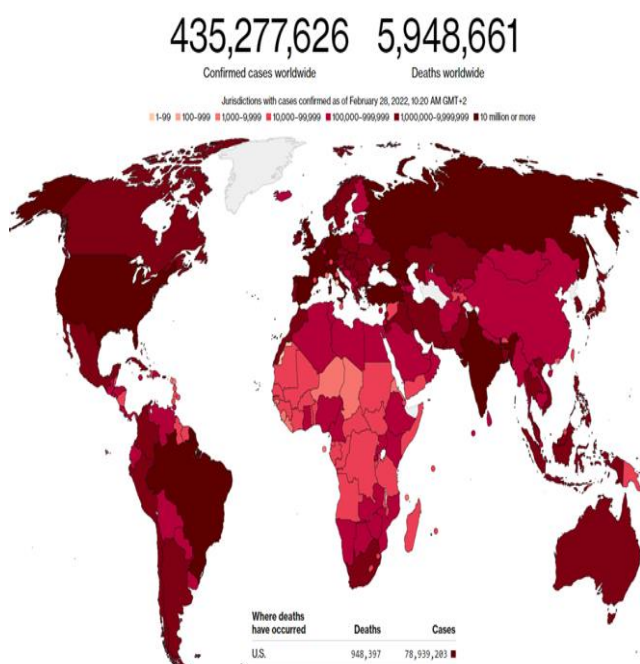 435,277,626 5,948,661
Confirmed cases worldwide Deaths worldwide
Jurisdictions with cases confirmed as of February 28, 2022, 10:20 AM GMT+2
1–99 100–999 1,000–9,999 10,000–99,999 100,000–999,999 1,000,000–9,999,999 10 million or more
Where deaths
have occurred Deaths Cases
U.S. 948,397 78,939,203